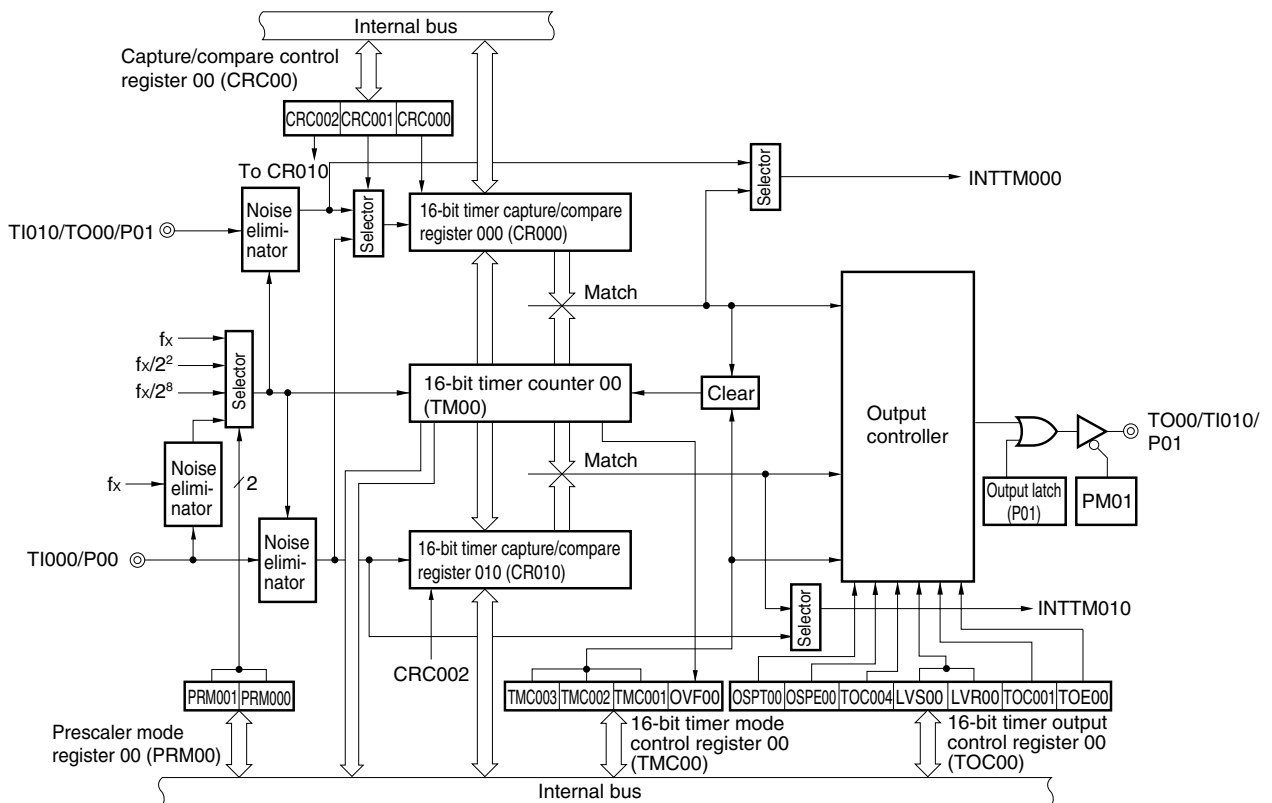 Internal bus
Capture/compare control
register 00 (CRC00)
CRC002 CRC001 CRC000
To CR010
Selector
INTTM000
Noise
elimi-
nator
Selector
16-bit timer capture/compare
register 000 (CR000)
TI010/TO00/P01
Match
fx
fx/2²
fx/2⁸
Selector
16-bit timer counter 00
(TM00)
Clear
Output
controller
TO00/TI010/
P01
Match
fx
Noise
elimi-
nator
2
Output latch
(P01)
PM01
TI000/P00
Noise
elimi-
nator
16-bit timer capture/compare
register 010 (CR010)
Selector
INTTM010
CRC002
PRM001 PRM000
TMC003 TMC002 TMC001 OVF00
OSPT00 OSPE00 TOC004 LVS00 LVR00 TOC001 TOE00
Prescaler mode
register 00 (PRM00)
16-bit timer mode
control register 00
(TMC00)
16-bit timer output
control register 00
(TOC00)
Internal bus